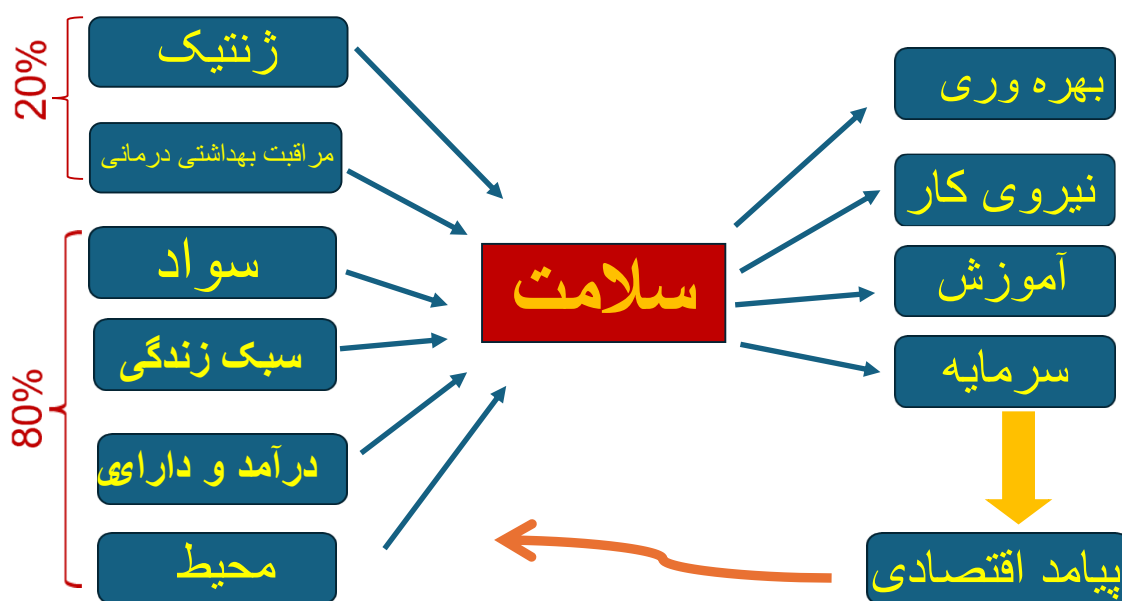 20%
ژنتیک
مراقبت بهداشتی درمانی
80%
سواد
سبک زندگی
درآمد و دارایی
محیط
سلامت
بهره وری
نیروی کار
آموزش
سرمایه
پیامد اقتصادی